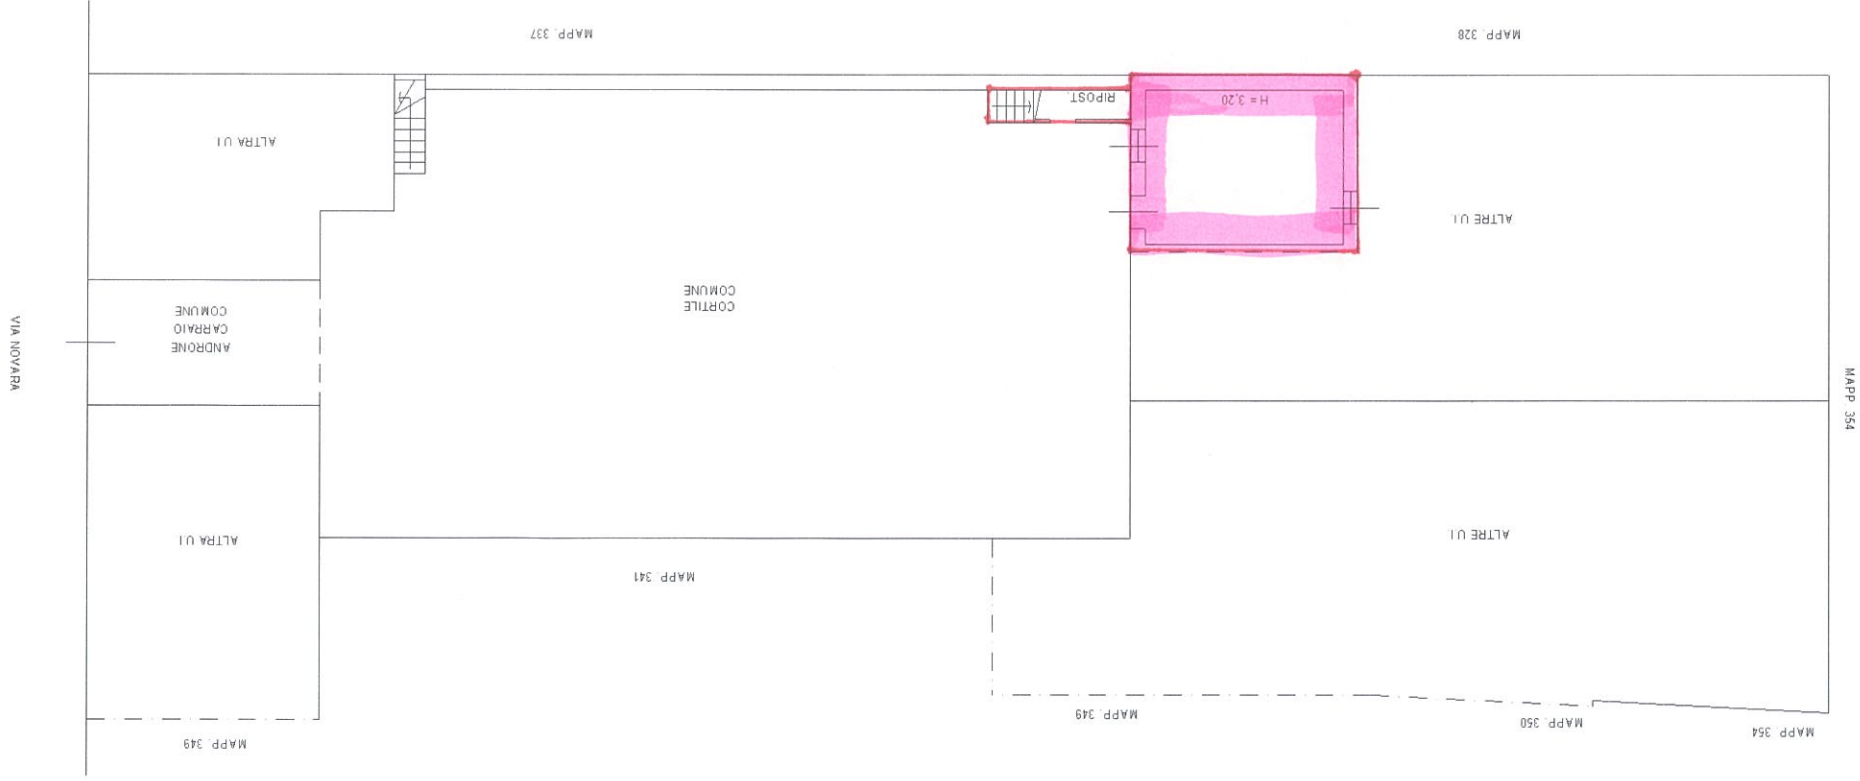 MAPP. 337
MAPP. 328
RIPOST.
H = 3,20
ALTRA U.I
ALTRE U.I
CORTILE
COMUNE
ANDRONE
CARRAIO
COMUNE
VIA NOVARA
MAPP. 354
ALTRA U.I
ALTRE U.I
MAPP. 341
MAPP. 349
MAPP. 349
MAPP. 350
MAPP. 354